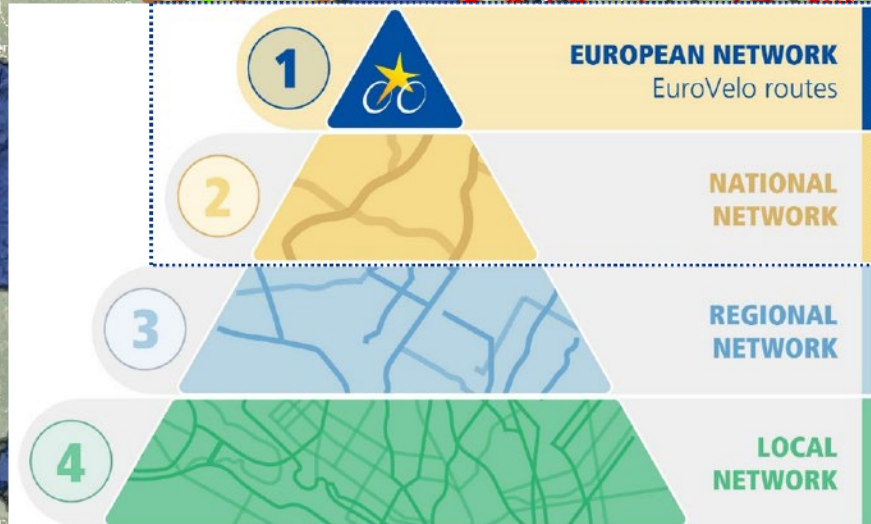 1
EUROPEAN NETWORK
EuroVelo routes
2
NATIONAL
NETWORK
3
REGIONAL
NETWORK
4
LOCAL
NETWORK